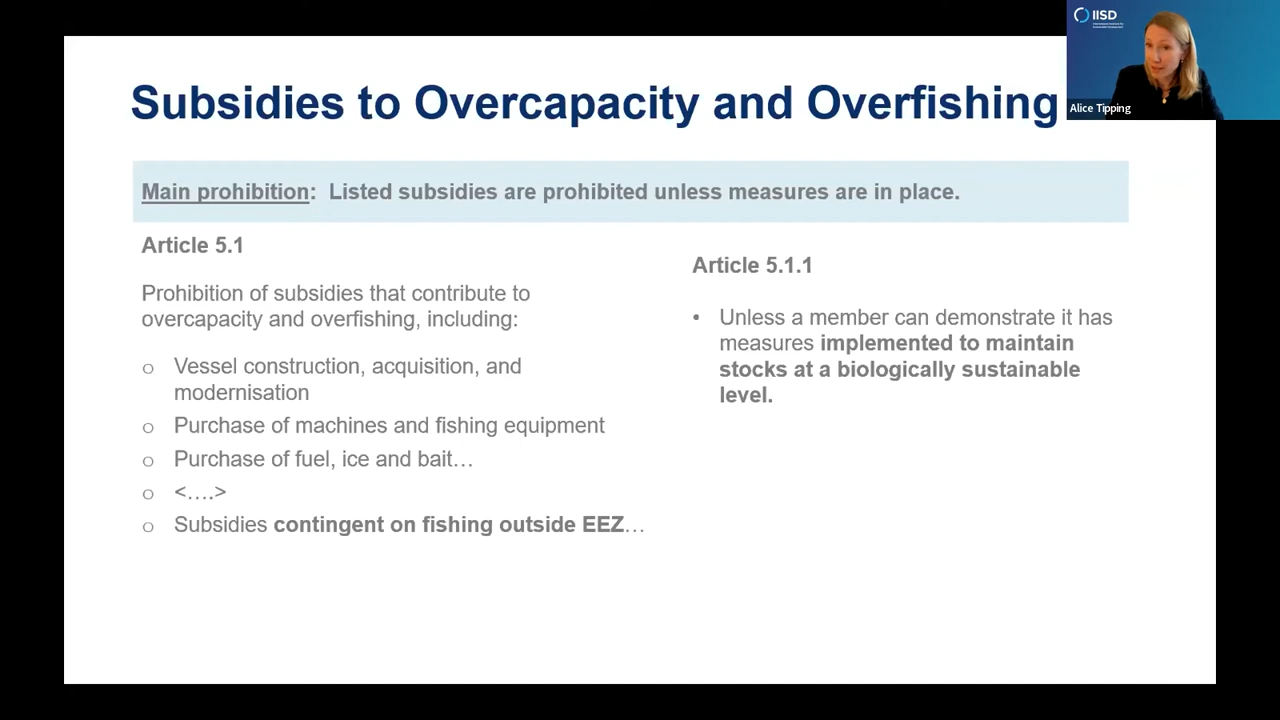 IISD
Alice Tipping
Subsidies to Overcapacity and Overfishing
Main prohibition: Listed subsidies are prohibited unless measures are in place.
Article 5.1
Prohibition of subsidies that contribute to
overcapacity and overfishing, including:
o Vessel construction, acquisition, and
modernisation
o Purchase of machines and fishing equipment
o Purchase of fuel, ice and bait…
o <….>
o Subsidies contingent on fishing outside EEZ…
Article 5.1.1
• Unless a member can demonstrate it has
measures implemented to maintain
stocks at a biologically sustainable
level.